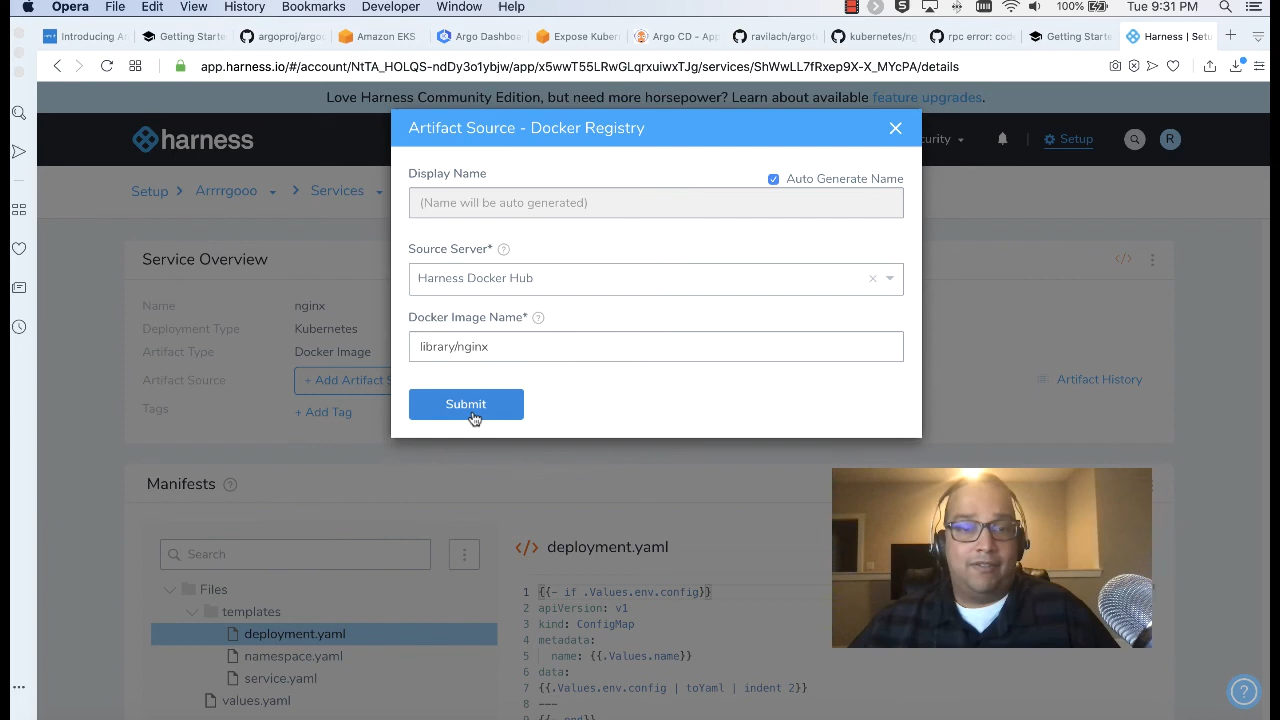 Opera File Edit View History Bookmarks Developer Window Help 100% Tue 9:31 PM
Introducing A Getting Starte argoproj/argo Amazon EKS Argo Dashboa Expose Kuber Argo CD - App ravilach/argot kubernetes/ng rpc error: cod Getting Starte Harness | Setu
app.harness.io/#/account/NtTA_HOLQS-ndDy3o1ybjw/app/x5wwT55LRwGLqrxuiwxTJg/services/ShWwLL7fRxep9X-X_MYcPA/details
Love Harness Community Edition, but need more horsepower? Learn about available feature upgrades.
harness curity Setup R
Artifact Source - Docker Registry
Setup > Arrrrgooo > Services
Display Name
Auto Generate Name
(Name will be auto generated)
Source Server*
Harness Docker Hub
Docker Image Name*
library/nginx
Submit
Service Overview
Name nginx
Deployment Type Kubernetes
Artifact Type Docker Image
Artifact Source + Add Artifact S
Artifact History
Tags + Add Tag
Manifests
Search
Files
templates
deployment.yaml
namespace.yaml
service.yaml
values.yaml
</> deployment.yaml
1 {{- if .Values.env.config}}
2 apiVersion: v1
3 kind: ConfigMap
4 metadata:
5 name: {{.Values.name}}
6 data:
7 {{.Values.env.config | toYaml | indent 2}}
8 ---
9 {{- end}}